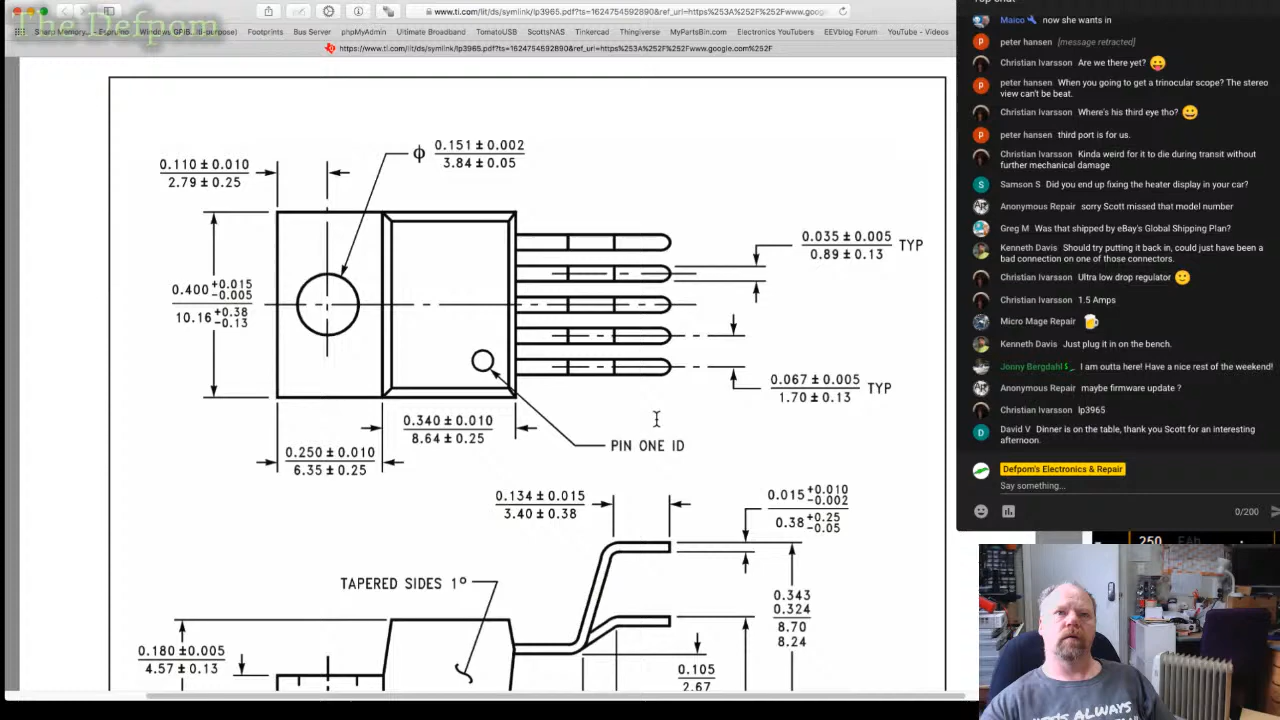 The Defpom
www.ti.com/lit/ds/symlink/lp3965.pdf?ts=1624754592890&ref_url=https%253A%252F%252Fwww.google.com%
Footprints Bus Server phpMyAdmin Ultimate/ds Broadband TomatoUSB ScottsNAS Tincread MyPartsBin.com Electronics YouTubers EEVblog Forum YouTube - Videos
https://www.ti.com/lit/ds/symlink/lp3965.pdf?ts=1624754592890&ref_url=https%253A%252F%252Fwww.google.com%252F
ϕ 0.151 ± 0.002
3.84 ± 0.05
0.110 ± 0.010
2.79 ± 0.25
0.035 ± 0.005 TYP
0.89 ± 0.13
0.400 +0.015 -0.005
10.16 +0.38 -0.13
0.067 ± 0.005 TYP
1.70 ± 0.13
0.340 ± 0.010
8.64 ± 0.25
PIN ONE ID
0.250 ± 0.010
6.35 ± 0.25
0.134 ± 0.015
3.40 ± 0.38
0.015 +0.010 -0.002
0.38 +0.25 -0.05
TAPERED SIDES 1°
0.343
0.324
8.70
8.24
0.180 ± 0.005
4.57 ± 0.13
0.105
2.67
Top chat
Maico now she wants in
peter hansen [message retracted]
Christian Ivarsson Are we there yet? 😛
peter hansen When you going to get a trinocular scope? The stereo
view can't be beat.
Christian Ivarsson Where's his third eye tho? 😀
peter hansen third port is for us.
Christian Ivarsson Kinda weird for it to die during transit without
further mechanical damage
Samson S Did you end up fixing the heater display in your car?
Anonymous Repair sorry Scott missed that model number
Greg M Was that shipped by eBay's Global Shipping Plan?
Kenneth Davis Should try putting it back in, could just have been a
bad connection on one of those connectors.
Christian Ivarsson Ultra low drop regulator 🙂
Christian Ivarsson 1.5 Amps
Micro Mage Repair 🍺
Kenneth Davis Just plug it in on the bench.
Jonny Bergdahl I am outta here! Have a nice rest of the weekend!
Anonymous Repair maybe firmware update ?
Christian Ivarsson lp3965
David V Dinner is on the table, thank you Scott for an interesting
afternoon.
Defpom's Electronics & Repair
Say something...
0/200
250
ALWAYS